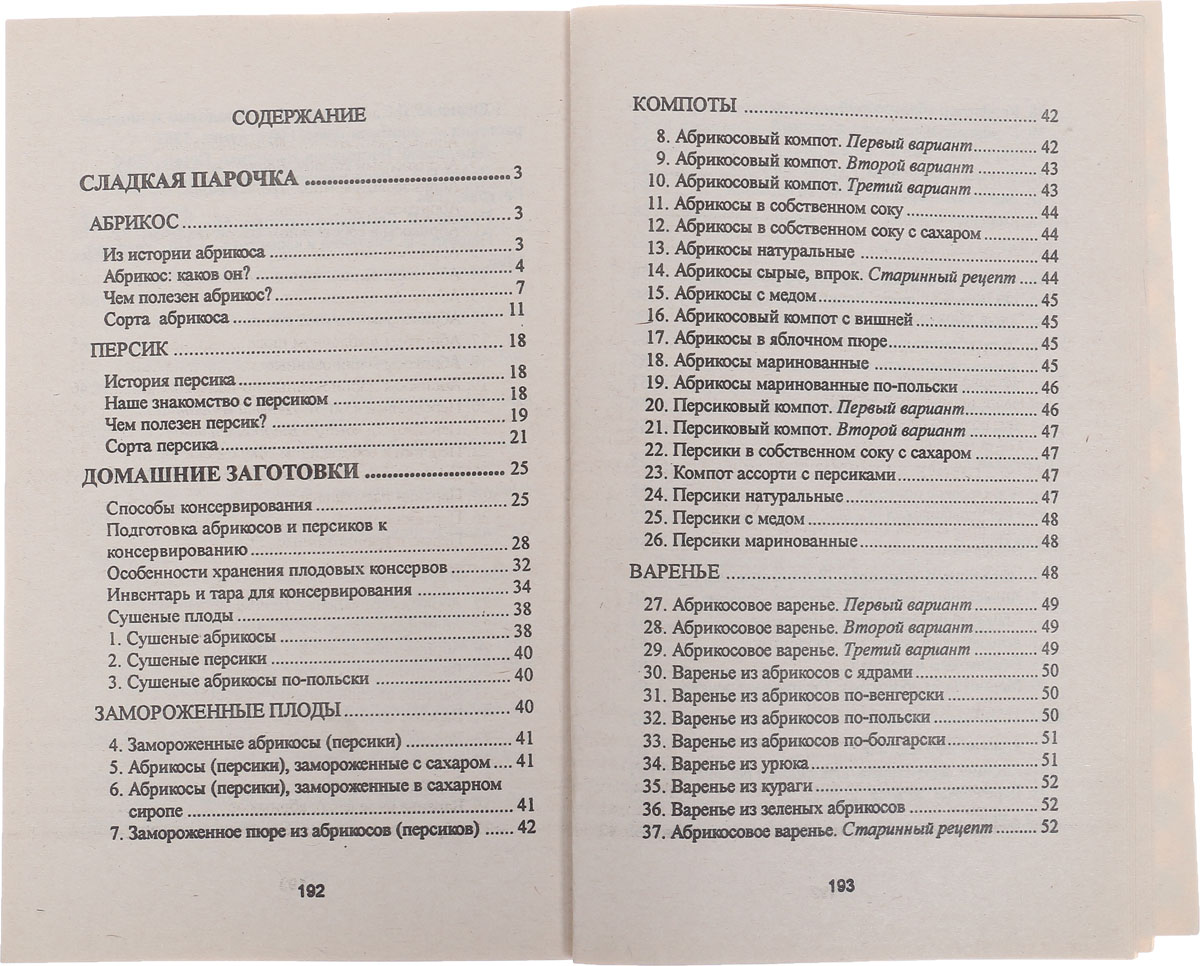 СОДЕРЖАНИЕ
СЛАДКАЯ ПАРОЧКА ................................ 3
АБРИКОС ................................ 3
Из истории абрикоса ................................ 3
Абрикос: каков он? ................................ 4
Чем полезен абрикос? ................................ 7
Сорта абрикоса ................................ 11
ПЕРСИК ................................ 18
История персика ................................ 18
Наше знакомство с персиком ................................ 18
Чем полезен персик? ................................ 19
Сорта персика ................................ 21
ДОМАШНИЕ ЗАГОТОВКИ ................................ 25
Способы консервирования ................................ 25
Подготовка абрикосов и персиков к
консервированию ................................ 28
Особенности хранения плодовых консервов ............ 32
Инвентарь и тара для консервирования .................. 34
Сушеные плоды ................................ 38
1. Сушеные абрикосы ................................ 38
2. Сушеные персики ................................ 40
3. Сушеные абрикосы по-польски ........................ 40
ЗАМОРОЖЕННЫЕ ПЛОДЫ ................................ 40
4. Замороженные абрикосы (персики) .................. 41
5. Абрикосы (персики), замороженные с сахаром .... 41
6. Абрикосы (персики), замороженные в сахарном
сиропе ................................ 41
7. Замороженное пюре из абрикосов (персиков) ...... 42
192
КОМПОТЫ ................................ 42
8. Абрикосовый компот. Первый вариант ............ 42
9. Абрикосовый компот. Второй вариант ............ 43
10. Абрикосовый компот. Третий вариант ............ 43
11. Абрикосы в собственном соку ........................ 44
12. Абрикосы в собственном соку с сахаром .......... 44
13. Абрикосы натуральные ................................ 44
14. Абрикосы сырые, впрок. Старинный рецепт .... 44
15. Абрикосы с медом ................................ 45
16. Абрикосовый компот с вишней ...................... 45
17. Абрикосы в яблочном пюре ............................ 45
18. Абрикосы маринованные ................................ 45
19. Абрикосы маринованные по-польски .............. 46
20. Персиковый компот. Первый вариант .............. 46
21. Персиковый компот. Второй вариант .............. 47
22. Персики в собственном соку с сахаром ............ 47
23. Компот ассорти с персиками .......................... 47
24. Персики натуральные ................................ 47
25. Персики с медом ................................ 48
26. Персики маринованные ................................ 48
ВАРЕНЬЕ ................................ 48
27. Абрикосовое варенье. Первый вариант ............ 49
28. Абрикосовое варенье. Второй вариант ............ 49
29. Абрикосовое варенье. Третий вариант ............ 49
30. Варенье из абрикосов с ядрами ...................... 50
31. Варенье из абрикосов по-венгерски ................ 50
32. Варенье из абрикосов по-польски .................. 50
33. Варенье из абрикосов по-болгарски ................ 51
34. Варенье из урюка ................................ 51
35. Варенье из кураги ................................ 52
36. Варенье из зеленых абрикосов ...................... 52
37. Абрикосовое варенье. Старинный рецепт ........ 52
193